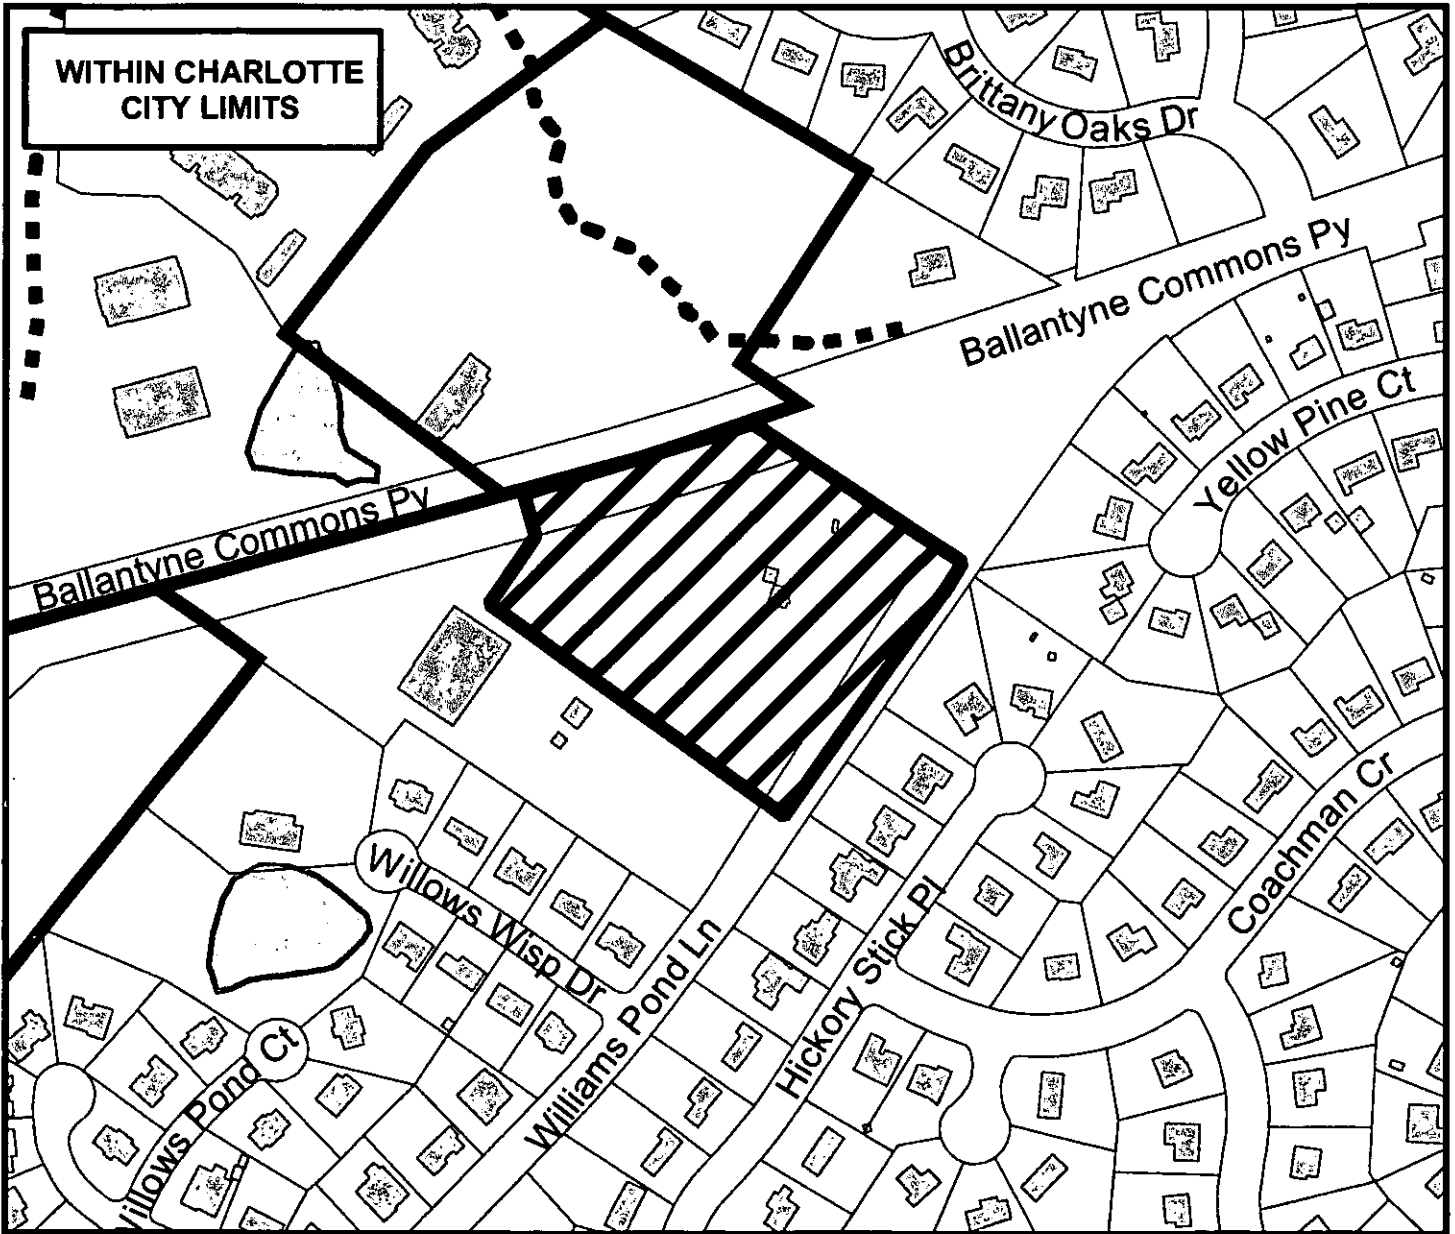 WITHIN CHARLOTTE
CITY LIMITS
Brittany Oaks Dr
Ballantyne Commons Py
Yellow Pine Ct
Ballantyne Commons Py
Coachman Cr
Willows Wisp Dr
Williams Pond Ln
Hickory Stick Pl
illows Pond Ct